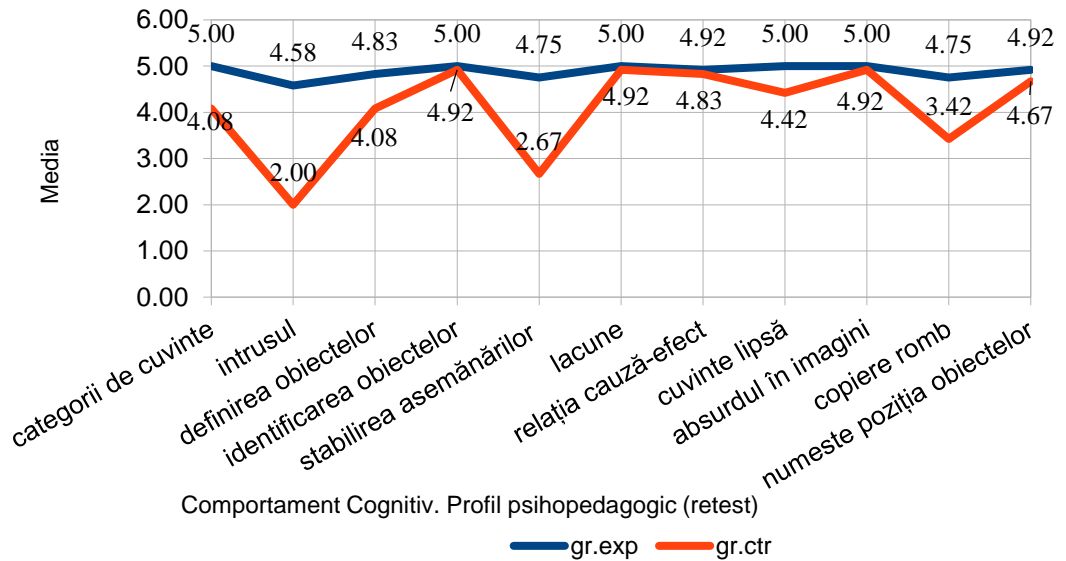 6.00
5.00
4.00
3.00
2.00
1.00
0.00
Media
5.00 4.58 4.83 5.00 4.75 5.00 4.92 5.00 5.00 4.75 4.92
4.08 2.00 4.08 4.92 2.67 4.92 4.83 4.42 4.92 3.42 4.67
categorii de cuvinte
intrusul
definirea obiectelor
identificarea obiectelor
stabilirea asemănărilor
lacune
relația cauză-efect
cuvinte lipsă
absurdul în imagini
copiere romb
numeste poziția obiectelor
Comportament Cognitiv. Profil psihopedagogic (retest)
gr.exp gr.ctr